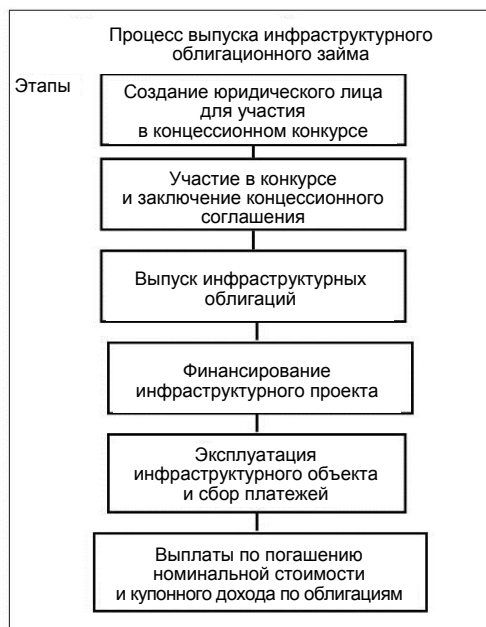 Процесс выпуска инфраструктурного
облигационного займа
Этапы
Создание юридического лица
для участия
в концессионном конкурсе
Участие в конкурсе
и заключение концессионного
соглашения
Выпуск инфраструктурных
облигаций
Финансирование
инфраструктурного проекта
Эксплуатация
инфраструктурного объекта
и сбор платежей
Выплаты по погашению
номинальной стоимости
и купонного дохода по облигациям